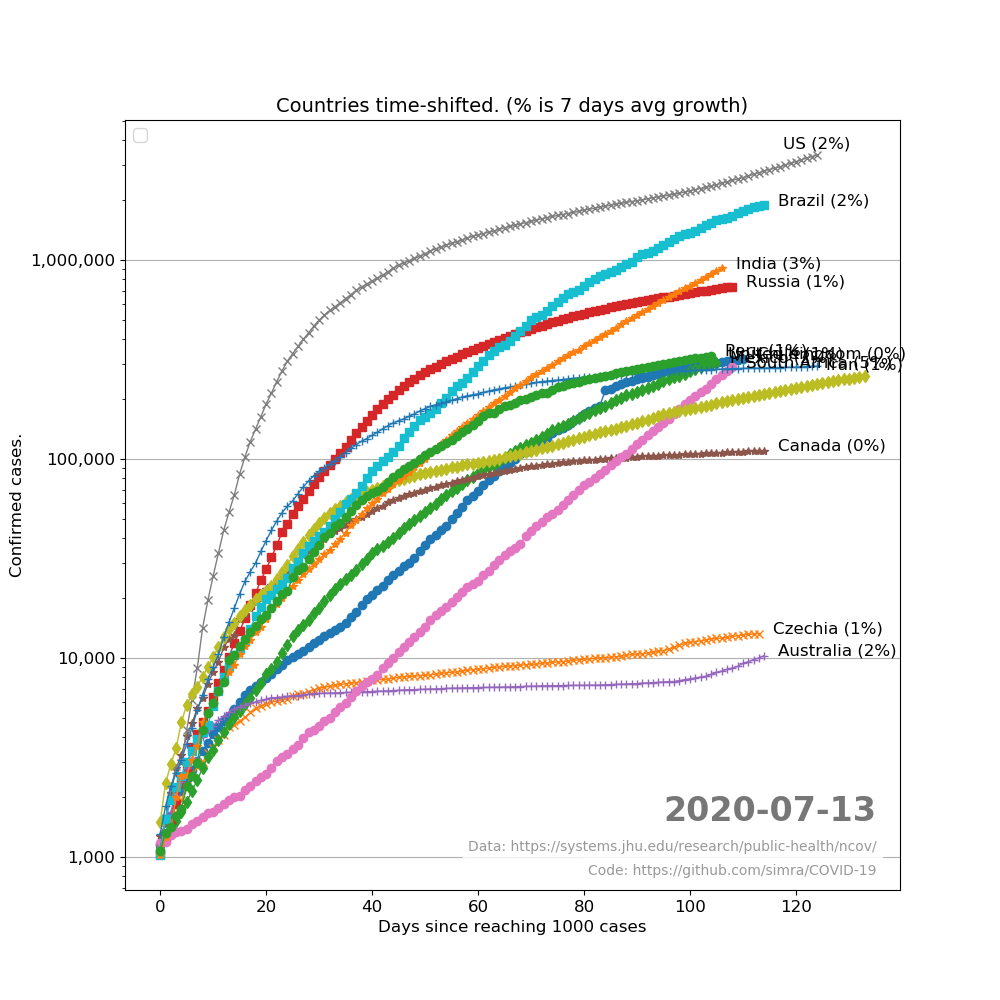 Countries time-shifted. (% is 7 days avg growth)
US (2%)
Brazil (2%)
1,000,000
India (3%)
Russia (1%)
Iran (1%)
100,000
Canada (0%)
Confirmed cases.
Czechia (1%)
10,000
Australia (2%)
2020-07-13
Data: https://systems.jhu.edu/research/public-health/ncov/
1,000
Code: https://github.com/simra/COVID-19
0 20 40 60 80 100 120
Days since reaching 1000 cases